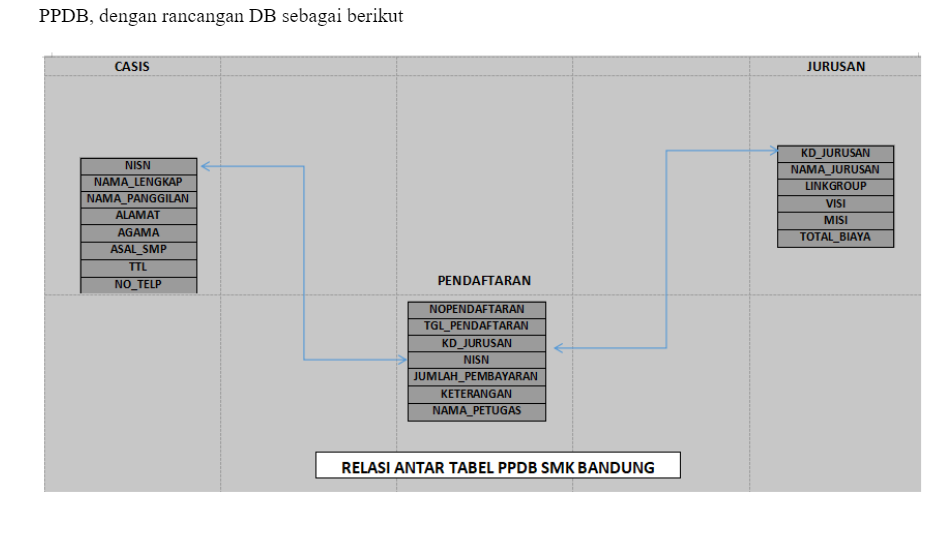 PPDB, dengan rancangan DB sebagai berikut
CASIS
JURUSAN
NISN
NAMA_LENGKAP
NAMA_PANGGILAN
ALAMAT
AGAMA
ASAL_SMP
TTL
NO_TELP
KD_JURUSAN
NAMA_JURUSAN
LINKGROUP
VISI
MISI
TOTAL_BIAYA
PENDAFTARAN
NOPENDAFTARAN
TGL_PENDAFTARAN
KD_JURUSAN
NISN
JUMLAH_PEMBAYARAN
KETERANGAN
NAMA_PETUGAS
RELASI ANTAR TABEL PPDB SMK BANDUNG